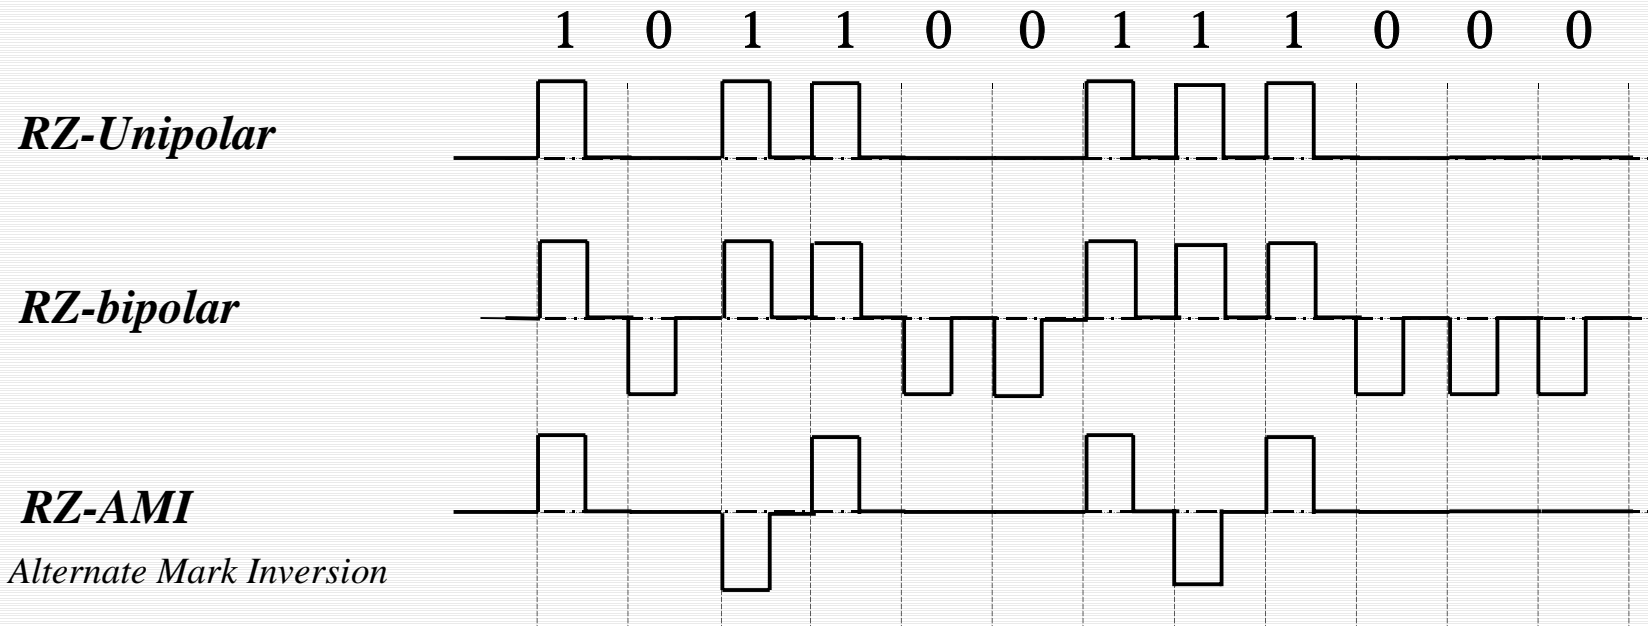 1 0 1 1 0 0 1 1 1 0 0 0
RZ-Unipolar
RZ-bipolar
RZ-AMI
Alternate Mark Inversion